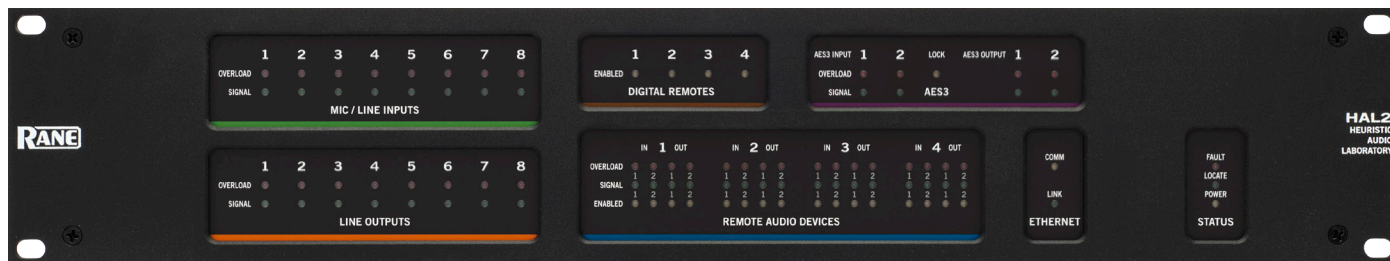 RANE
1 2 3 4 5 6 7 8
OVERLOAD
SIGNAL
MIC / LINE INPUTS
1 2 3 4 5 6 7 8
OVERLOAD
SIGNAL
LINE OUTPUTS
1 2 3 4
ENABLED
DIGITAL REMOTES
AES3 INPUT 1 2 LOCK AES3 OUTPUT 1 2
OVERLOAD
SIGNAL AES3
IN 1 OUT IN 2 OUT IN 3 OUT IN 4 OUT
OVERLOAD
1 2 1 2 1 2 1 2 1 2 1 2 1 2 1 2
SIGNAL
1 2 1 2 1 2 1 2 1 2 1 2 1 2 1 2
ENABLED
REMOTE AUDIO DEVICES
COMM
LINK
ETHERNET
FAULT
LOCATE
POWER
STATUS
HAL2
HEURISTIC
AUDIO
LABORATORY